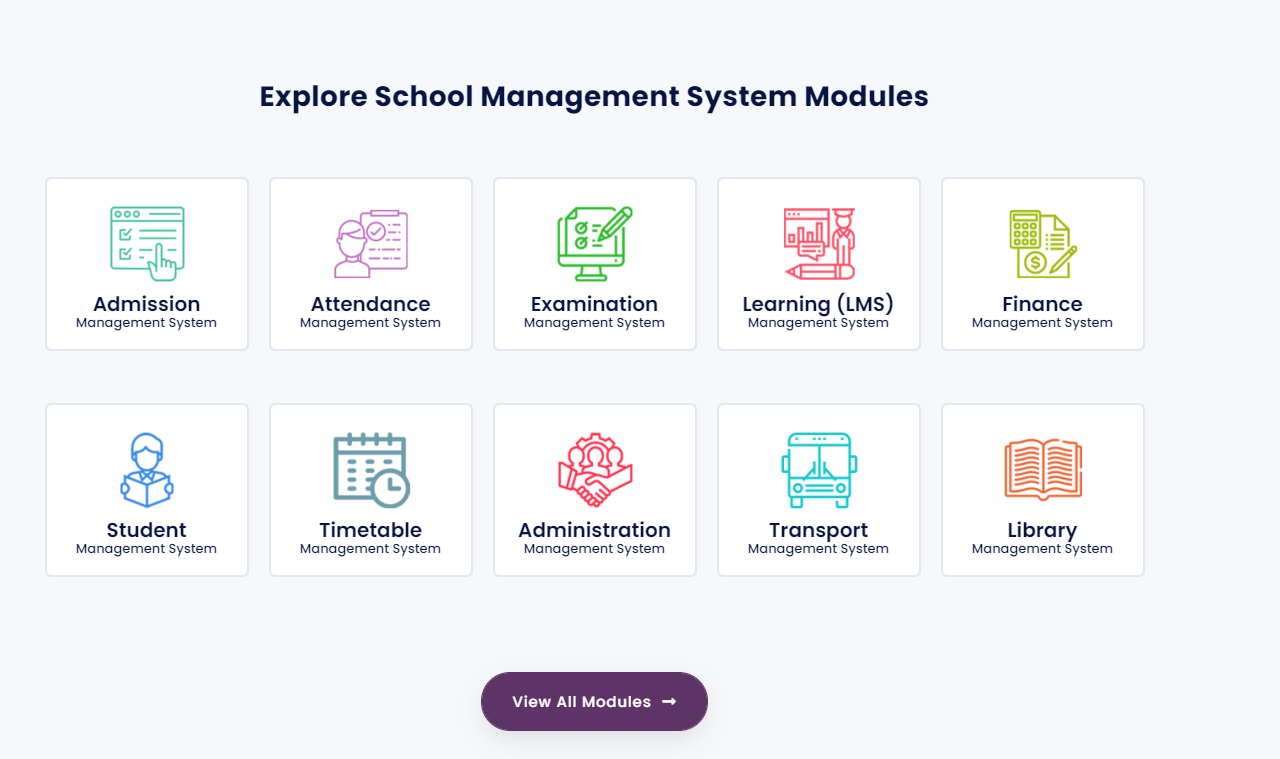 Explore School Management System Modules
Admission
Management System
Attendance
Management System
Examination
Management System
Learning (LMS)
Management System
Finance
Management System
Student
Management System
Timetable
Management System
Administration
Management System
Transport
Management System
Library
Management System
View All Modules